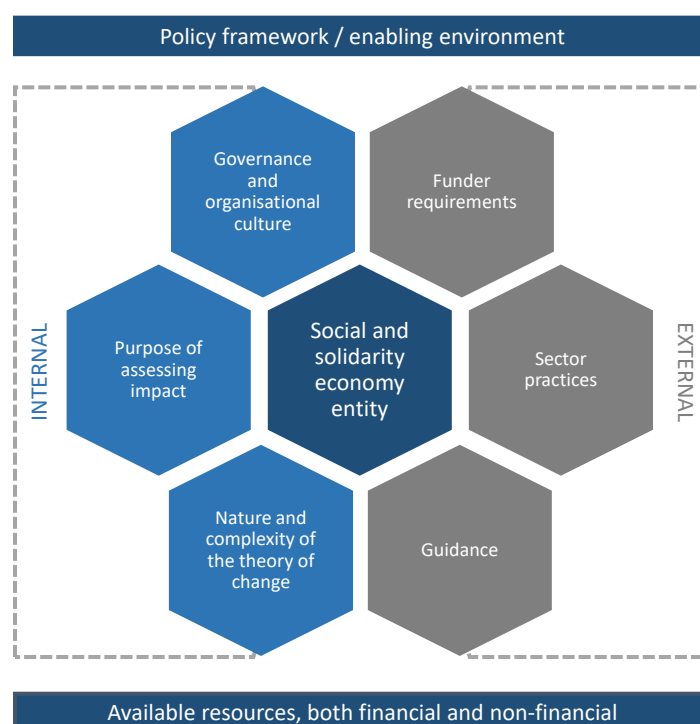 Policy framework / enabling environment
Governance
and
organisational
culture
Funder
requirements
INTERNAL
Purpose of
assessing
impact
Social and
solidarity
economy
entity
Sector
practices
EXTERNAL
Nature and
complexity of
the theory of
change
Guidance
Available resources, both financial and non-financial